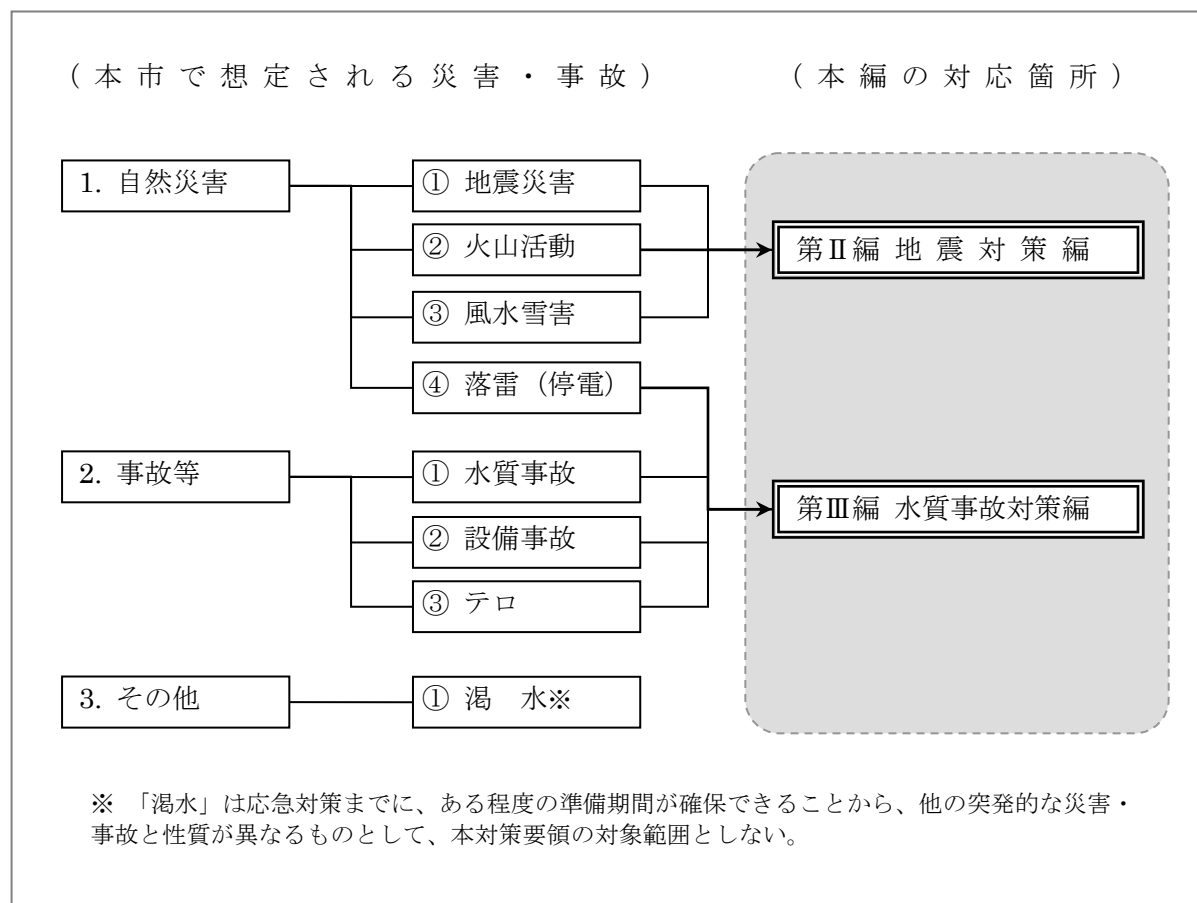 （本市で想定される災害・事故） （本編の対応箇所）
1. 自然災害
① 地震災害
② 火山活動
第Ⅱ編 地 震 対 策 編
③ 風水雪害
④ 落雷（停電）
2. 事故等
① 水質事故
第Ⅲ編 水質事故対策編
② 設備事故
③ テロ
3. その他
① 渇　水※
※ 「渇水」は応急対策までに、ある程度の準備期間が確保できることから、他の突発的な災害・
事故と性質が異なるものとして、本対策要領の対象範囲としない。